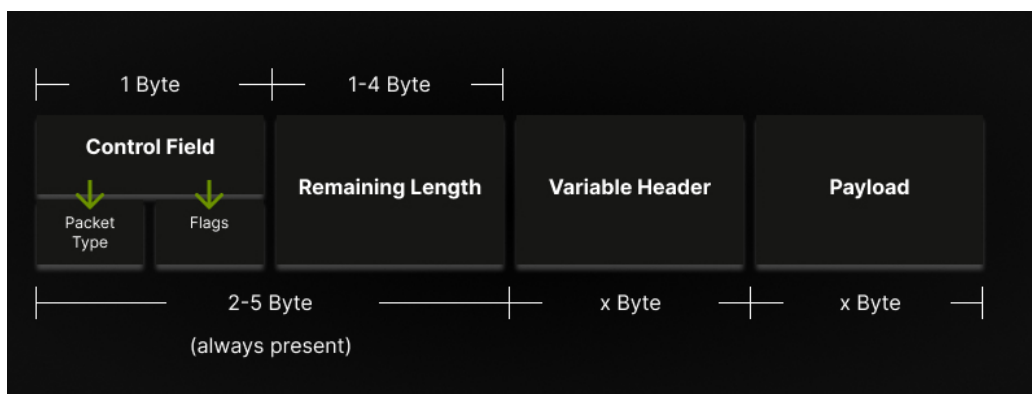 1 Byte
1-4 Byte
Control Field
Remaining Length
Variable Header
Payload
Packet
Type
Flags
2-5 Byte
x Byte
x Byte
(always present)